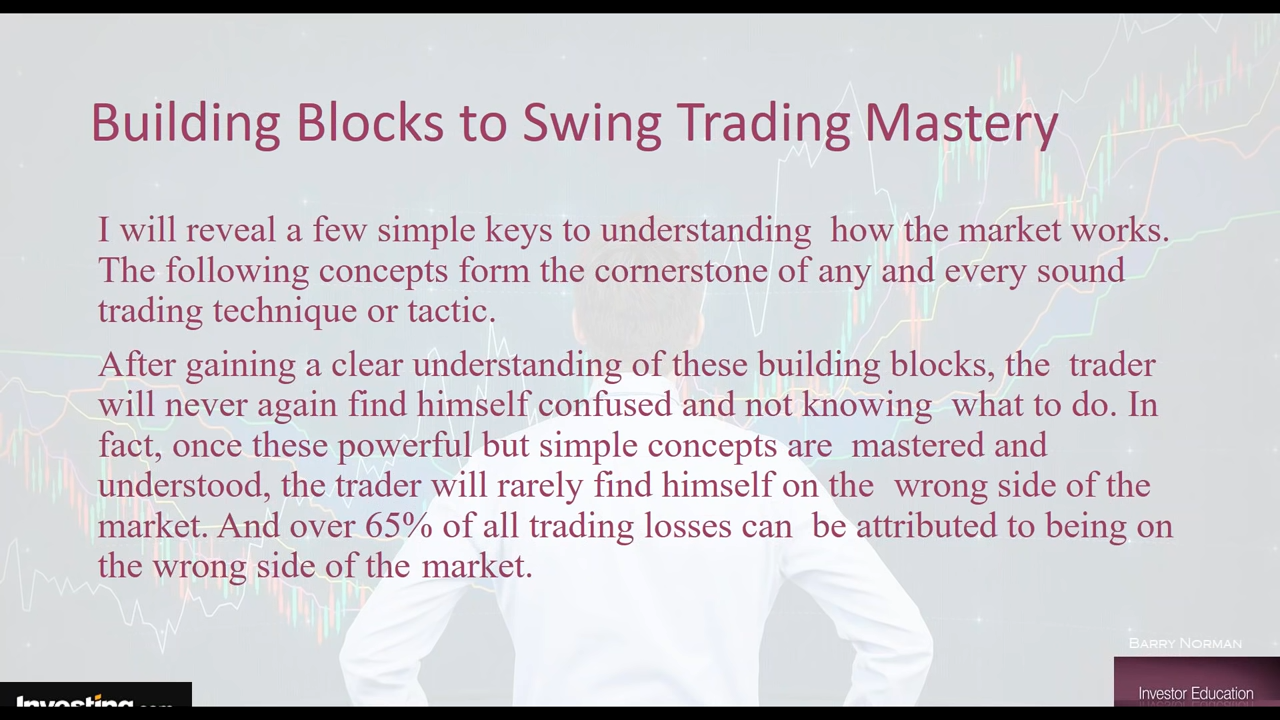 Building Blocks to Swing Trading Mastery
I will reveal a few simple keys to understanding how the market works.
The following concepts form the cornerstone of any and every sound
trading technique or tactic.
After gaining a clear understanding of these building blocks, the trader
will never again find himself confused and not knowing what to do. In
fact, once these powerful but simple concepts are mastered and
understood, the trader will rarely find himself on the wrong side of the
market. And over 65% of all trading losses can be attributed to being on
the wrong side of the market.
Barry Norman
Investing.com
Investor Education